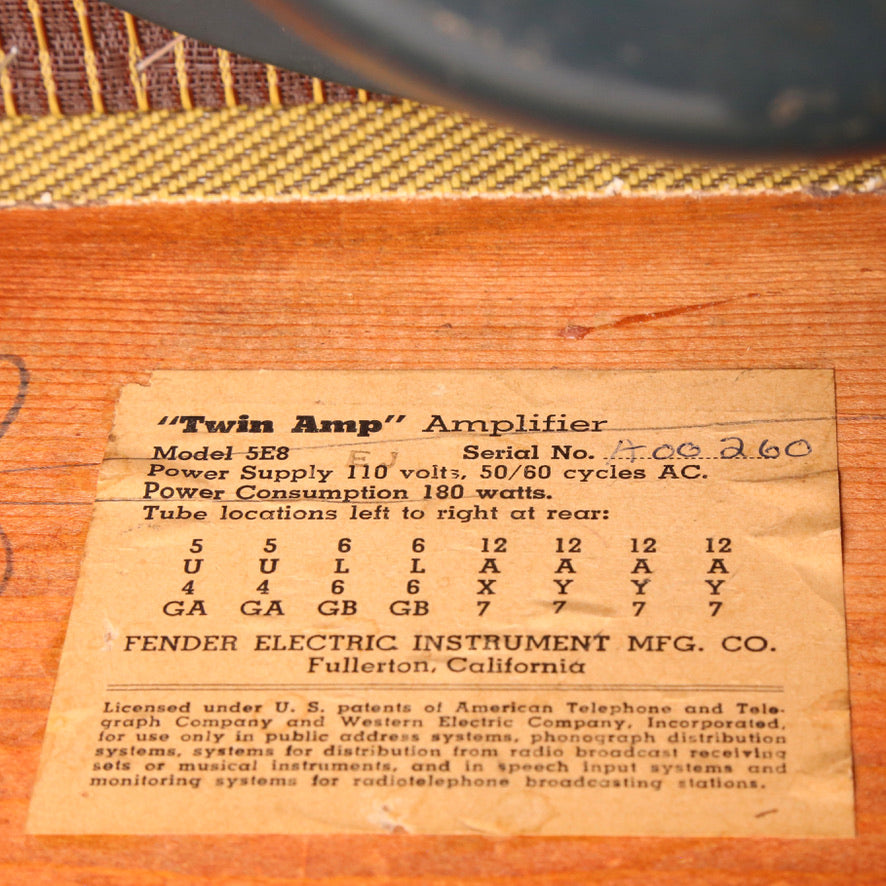 "Twin Amp" Amplifier
Model 5E8 EJ Serial No. A00260
Power Supply 110 volts, 50/60 cycles AC.
Power Consumption 180 watts.
Tube locations left to right at rear:
5 5 6 6 12 12 12 12
U U L L A A A A
4 4 6 6 X Y Y Y
GA GA GB GB 7 7 7 7
FENDER ELECTRIC INSTRUMENT MFG. CO.
Fullerton, California
Licensed under U. S. patents of American Telephone and Tele-
graph Company and Western Electric Company, Incorporated,
for use only in public address systems, phonograph distribution
systems, systems for distribution from radio broadcast receiving
sets or musical instruments, and in speech input systems and
monitoring systems for radiotelephone broadcasting stations.